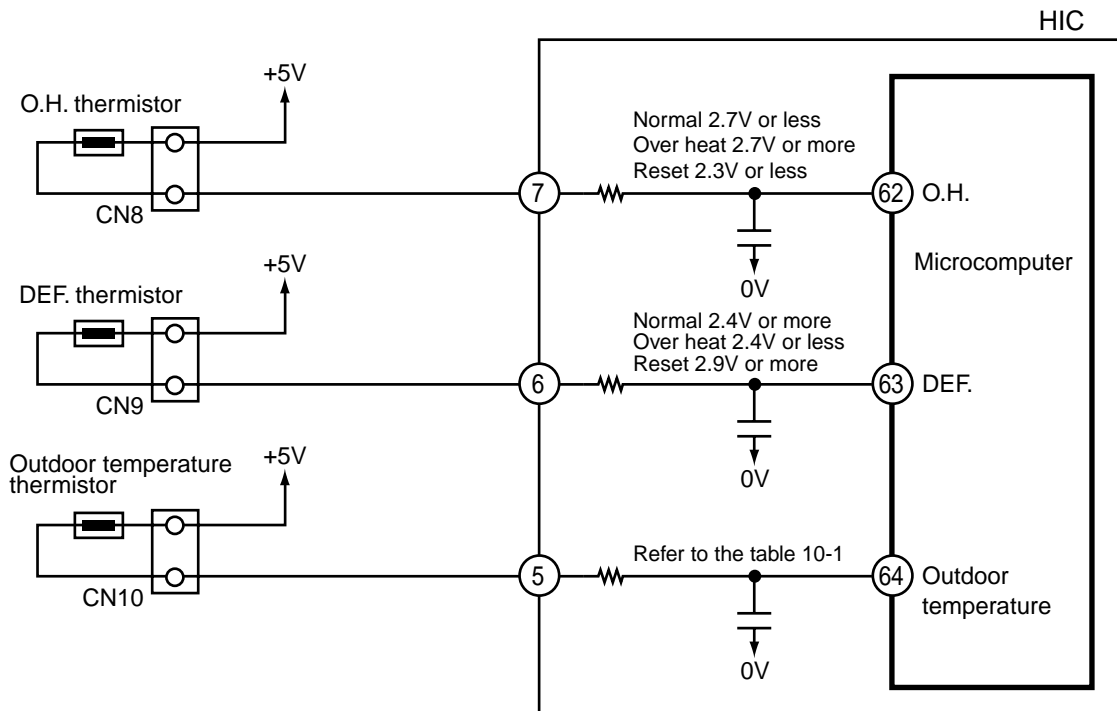 HIC
+5V
O.H. thermistor
CN8
7
Normal 2.7V or less
Over heat 2.7V or more
Reset 2.3V or less
0V
62
O.H.
Microcomputer
+5V
DEF. thermistor
CN9
6
Normal 2.4V or more
Over heat 2.4V or less
Reset 2.9V or more
0V
63
DEF.
+5V
Outdoor temperature
thermistor
CN10
5
Refer to the table 10-1
0V
64
Outdoor
temperature